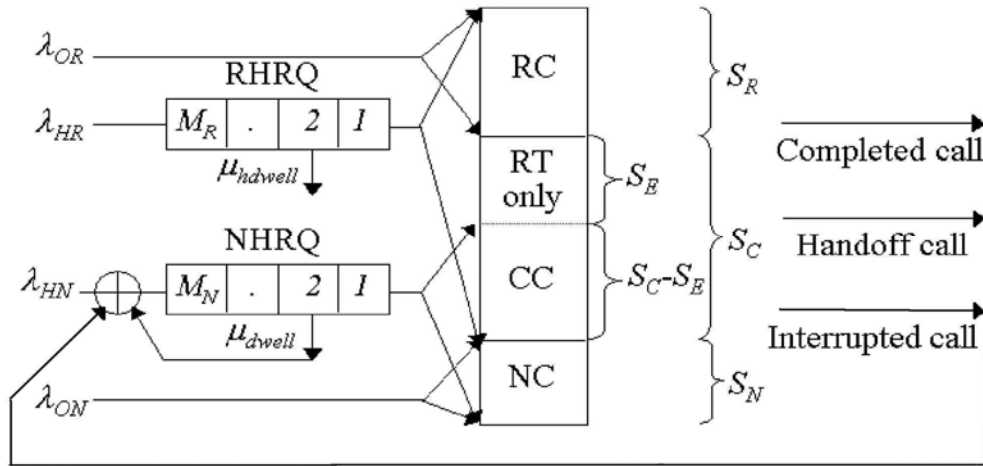 λ_OR
RHRQ
λ_HR
M_R . 2 1
μ_hdwell
NHRQ
λ_HN
M_N . 2 1
μ_dwell
λ_ON
RC
RT
only
CC
NC
S_E
S_C-S_E
S_R
S_C
S_N
Completed call
Handoff call
Interrupted call